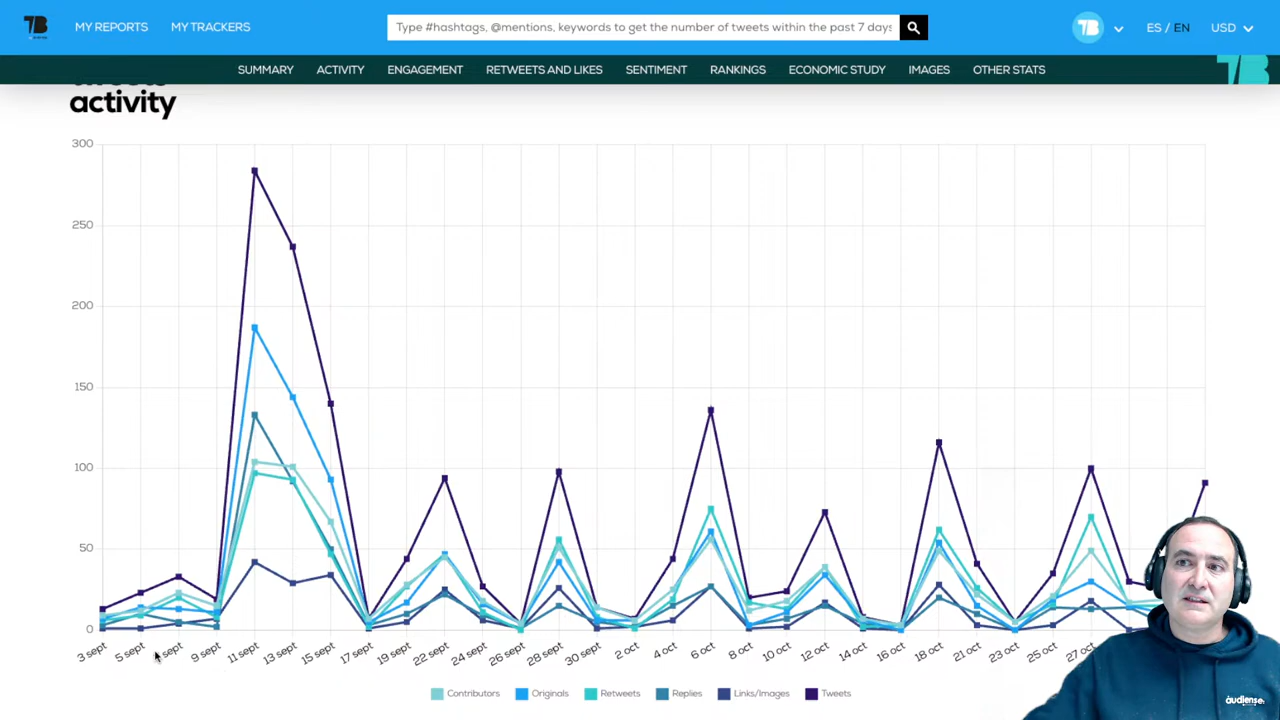 MY REPORTS
MY TRACKERS
Type #hashtags, @mentions, keywords to get the number of tweets within the past 7 days
ES / EN
USD
SUMMARY
ACTIVITY
ENGAGEMENT
RETWEETS AND LIKES
SENTIMENT
RANKINGS
ECONOMIC STUDY
IMAGES
OTHER STATS
activity
300
250
200
150
100
50
0
3 sept
5 sept
sept
9 sept
11 sept
13 sept
15 sept
17 sept
19 sept
22 sept
24 sept
26 sept
28 sept
30 sept
2 oct
4 oct
6 oct
8 oct
10 oct
12 oct
14 oct
16 oct
18 oct
21 oct
23 oct
25 oct
27 oct
Contributors
Originals
Retweets
Replies
Links/Images
Tweets
audiense